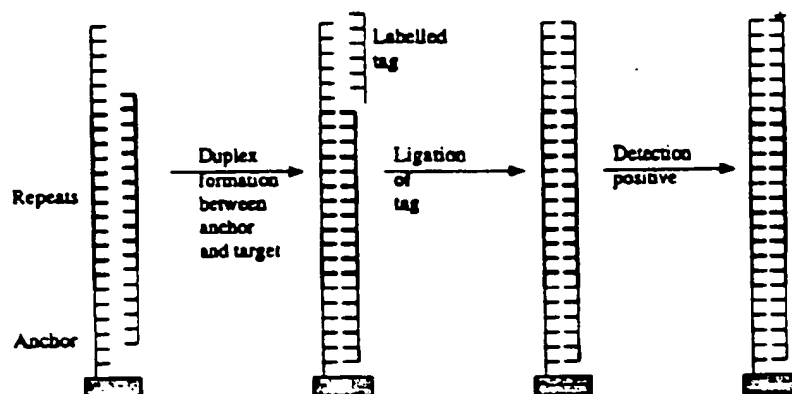 Labelled
tag
Duplex
formation
between
anchor
and target
Ligation
of
tag
Detection
positive
Repeats
Anchor